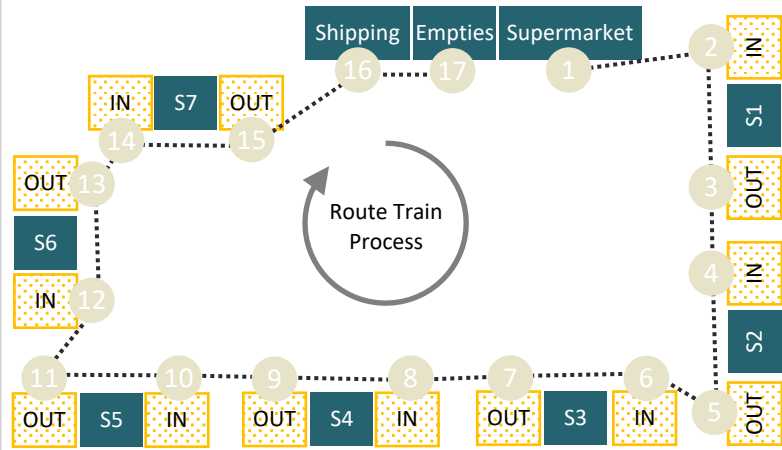 Shipping
Empties
Supermarket
16
17
1
2
IN
S1
3
OUT
4
IN
S2
5
OUT
IN
S7
OUT
14
15
OUT
13
S6
IN
12
Route Train
Process
11
10
9
8
7
6
OUT
S5
IN
OUT
S4
IN
OUT
S3
IN